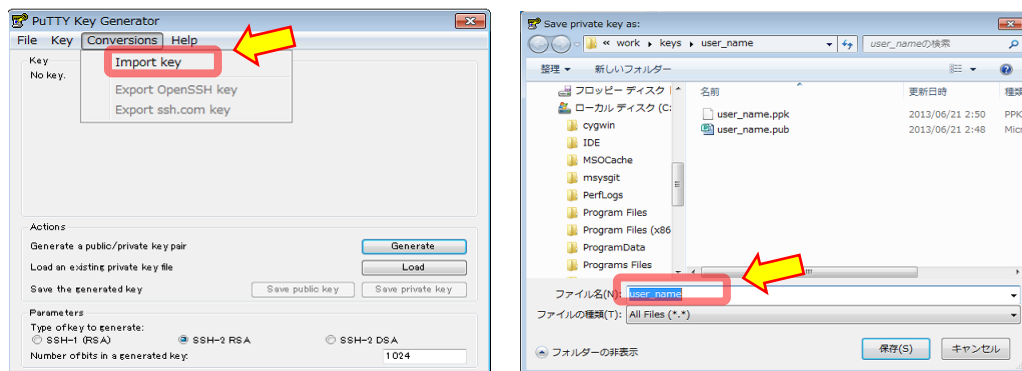 PuTTY Key Generator
File Key Conversions Help
Import key
Export OpenSSH key
Export ssh.com key
Key
No key.
Actions
Generate a public/private key pair
Generate
Load an existing private key file
Load
Save the generated key
Save public key
Save private key
Parameters
Type of key to generate:
SSH-1 (RSA)
SSH-2 RSA
SSH-2 DSA
Number of bits in a generated key:
1024
Save private key as:
« work keys user_name
user_nameの検索
整理
新しいフォルダー
フロッピー ディスク
ローカル ディスク (C:
cygwin
IDE
MSOCache
msysgit
PerfLogs
Program Files
Program Files (x86
ProgramData
Programs Files
名前
更新日時
種類
user_name.ppk
2013/06/21 2:50
PPK
user_name.pub
2013/06/21 2:48
Micr
ファイル名(N):
user_name
ファイルの種類(T):
All Files (*.*)
フォルダーの非表示
保存(S)
キャンセル